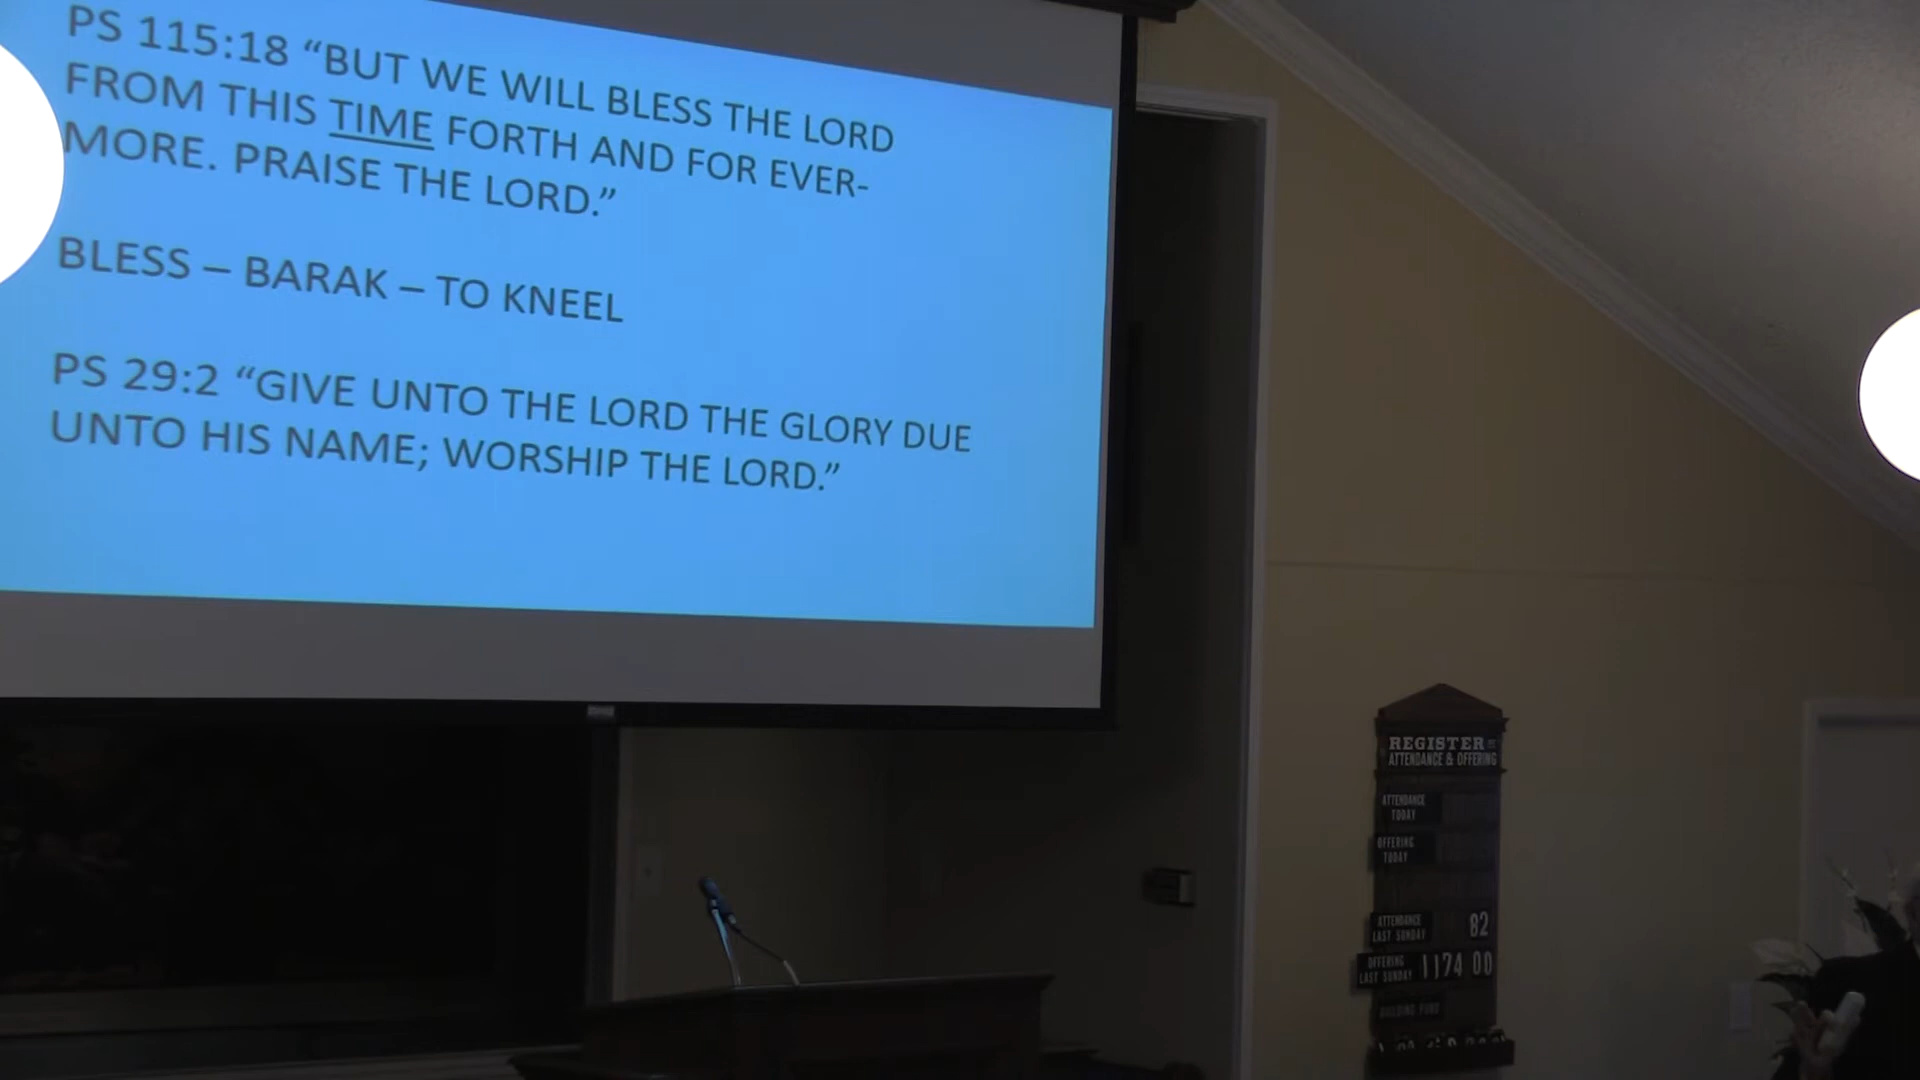 PS 115:18 “BUT WE WILL BLESS THE LORD
FROM THIS TIME FORTH AND FOR EVER-
MORE. PRAISE THE LORD.”
BLESS – BARAK – TO KNEEL
PS 29:2 “GIVE UNTO THE LORD THE GLORY DUE
UNTO HIS NAME; WORSHIP THE LORD.”
REGISTER
ATTENDANCE & OFFERING
ATTENDANCE
TODAY
OFFERING
TODAY
ATTENDANCE
LAST SUNDAY 82
OFFERING
LAST SUNDAY 1174 00
BUILDING FUND